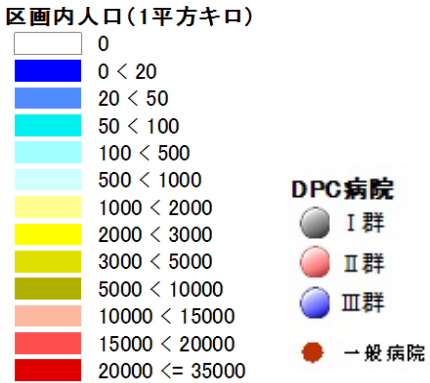 区画内人口(1平方キロ)
0
0 < 20
20 < 50
50 < 100
100 < 500
500 < 1000
1000 < 2000
2000 < 3000
3000 < 5000
5000 < 10000
10000 < 15000
15000 < 20000
20000 <= 35000
DPC病院
Ⅰ群
Ⅱ群
Ⅲ群
一般病院